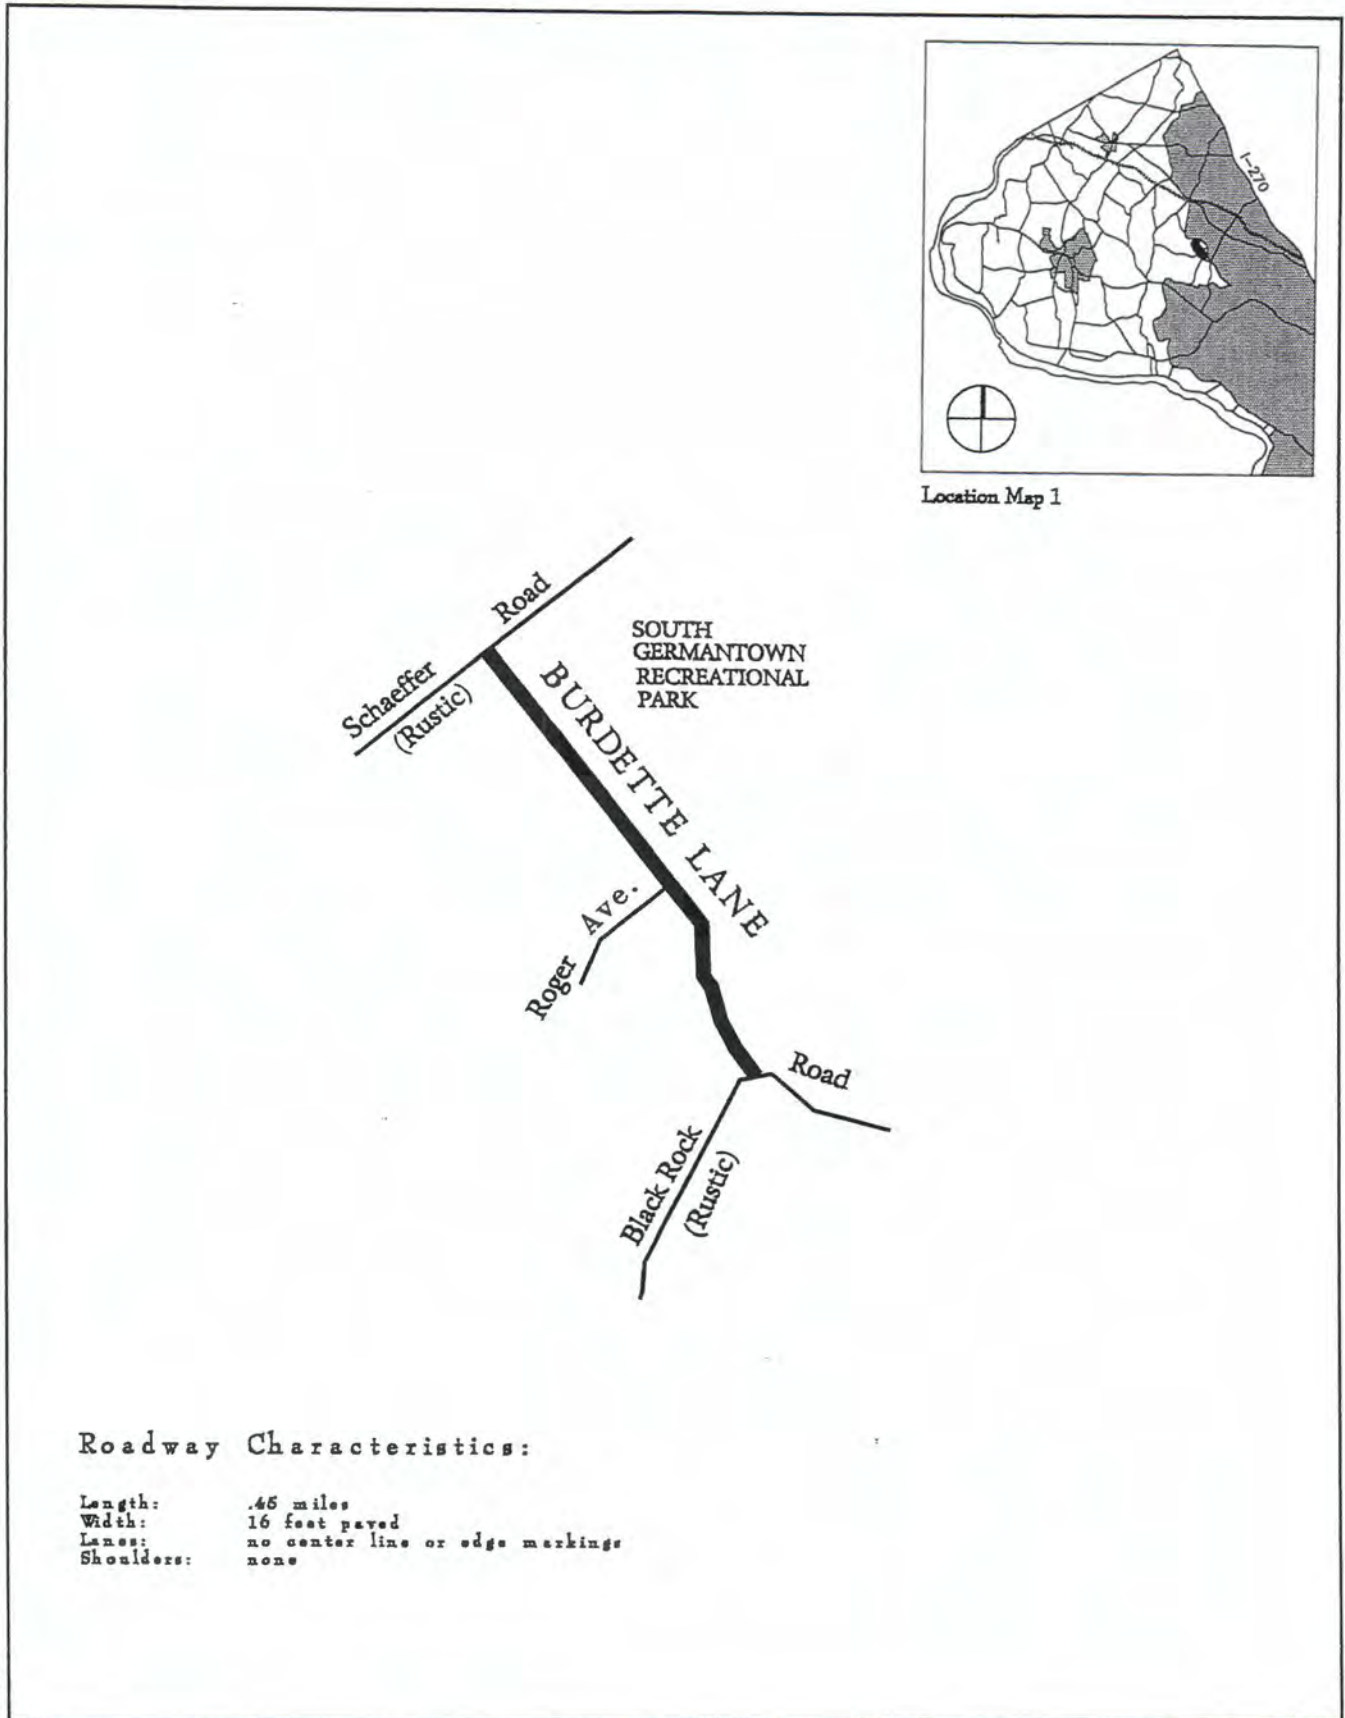 I-270
Location Map 1
Schaeffer Road
(Rustic)
SOUTH
GERMANTOWN
RECREATIONAL
PARK
BURDETTE LANE
Roger Ave.
Black Rock Road
(Rustic)
Roadway Characteristics:
Length: .45 miles
Width: 16 feet paved
Lanes: no center line or edge markings
Shoulders: none